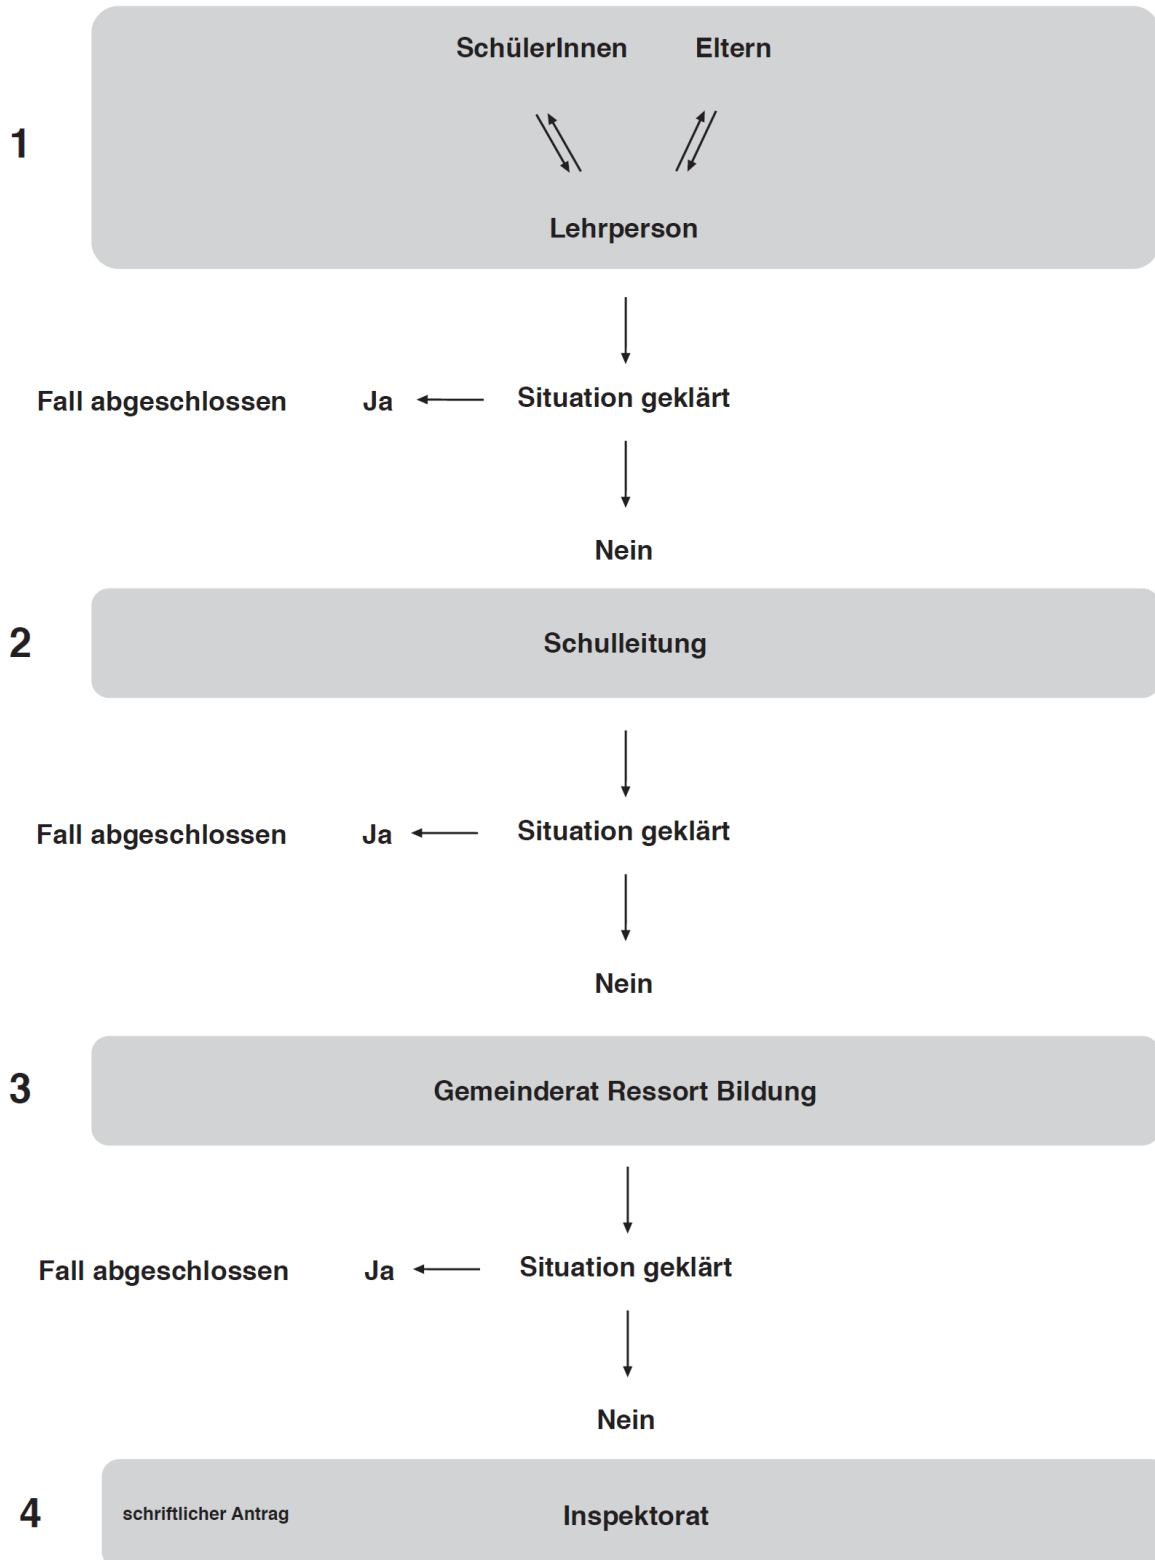 SchülerInnen Eltern
1
Lehrperson
Fall abgeschlossen Ja Situation geklärt
Nein
2 Schulleitung
Fall abgeschlossen Ja Situation geklärt
Nein
3 Gemeinderat Ressort Bildung
Fall abgeschlossen Ja Situation geklärt
Nein
4 schriftlicher Antrag Inspektorat